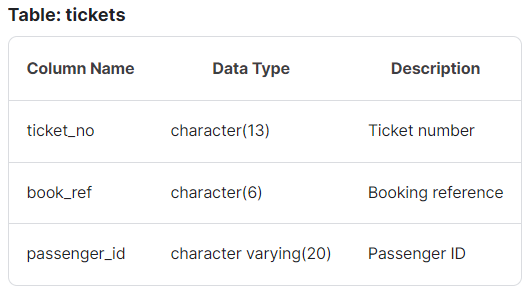 Table: tickets
Column Name Data Type Description
ticket_no character(13) Ticket number
book_ref character(6) Booking reference
passenger_id character varying(20) Passenger ID